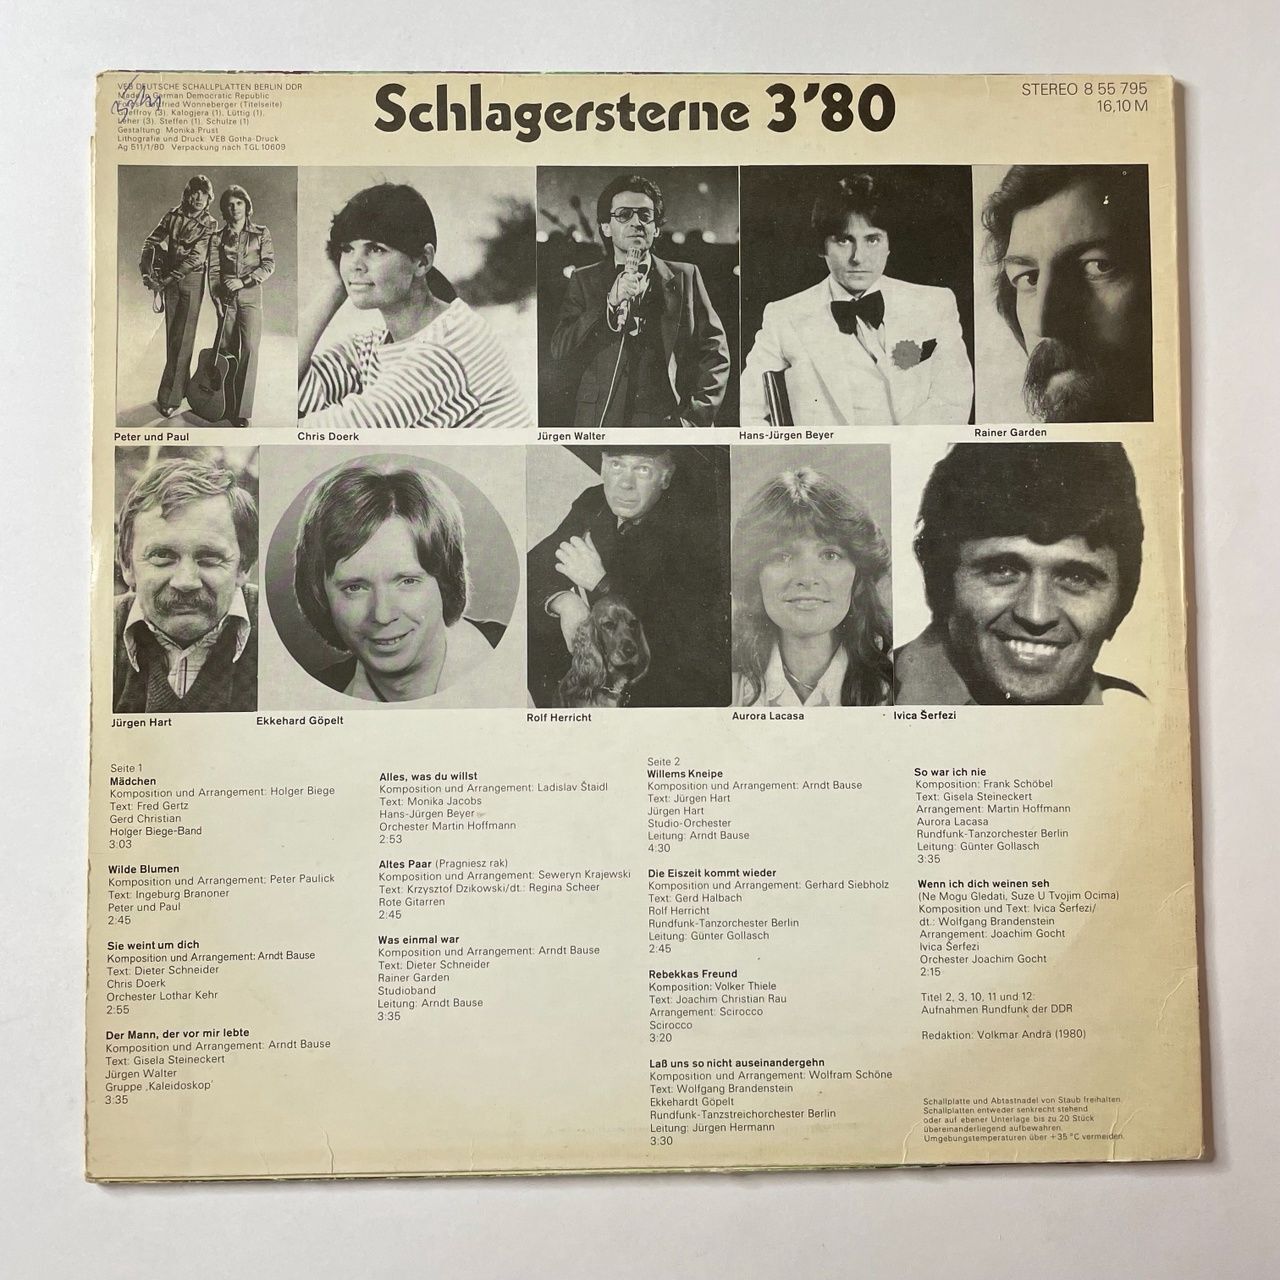 VEB DEUTSCHE SCHALLPLATTEN BERLIN DDR
Made German Democratic Republic
Wonneberger (Titelseite)
Geffroy (3), Kalogjera (1), Lüttig (1),
(3), Steffen (1), Schulze (1)
Gestaltung: Monika Prust
Lithografie und Druck: VEB Gotha-Druck
Ag 511/1/80 Verpackung nach TGL 10609
Schlagersterne 3'80
STEREO 8 55 795
16,10 M
Peter und Paul
Chris Doerk
Jürgen Walter
Hans-Jürgen Beyer
Rainer Garden
Jürgen Hart
Ekkehard Göpelt
Rolf Herricht
Aurora Lacasa
Ivica Šerfezi
Seite 1
Mädchen
Komposition und Arrangement: Holger Biege
Text: Fred Gertz
Gerd Christian
Holger Biege-Band
3:03
Wilde Blumen
Komposition und Arrangement: Peter Paulick
Text: Ingeburg Branoner
Peter und Paul
2:45
Sie weint um dich
Komposition und Arrangement: Arndt Bause
Text: Dieter Schneider
Chris Doerk
Orchester Lothar Kehr
2:55
Der Mann, der vor mir lebte
Komposition und Arrangement: Arndt Bause
Text: Gisela Steineckert
Jürgen Walter
Gruppe ‚Kaleidoskop'
3:35
Alles, was du willst
Komposition und Arrangement: Ladislav Štaidl
Text: Monika Jacobs
Hans-Jürgen Beyer
Orchester Martin Hoffmann
2:53
Altes Paar (Pragniesz rak)
Komposition und Arrangement: Seweryn Krajewski
Text: Krzysztof Dzikowski/dt.: Regina Scheer
Rote Gitarren
2:45
Was einmal war
Komposition und Arrangement: Arndt Bause
Text: Dieter Schneider
Rainer Garden
Studioband
Leitung: Arndt Bause
3:35
Seite 2
Willems Kneipe
Komposition und Arrangement: Arndt Bause
Text: Jürgen Hart
Jürgen Hart
Studio-Orchester
Leitung: Arndt Bause
4:30
Die Eiszeit kommt wieder
Komposition und Arrangement: Gerhard Siebholz
Text: Gerd Halbach
Rolf Herricht
Rundfunk-Tanzorchester Berlin
Leitung: Günter Gollasch
2:45
Rebekkas Freund
Komposition: Volker Thiele
Text: Joachim Christian Rau
Arrangement: Scirocco
Scirocco
3:20
Laß uns so nicht auseinandergehn
Komposition und Arrangement: Wolfram Schöne
Text: Wolfgang Brandenstein
Ekkehardt Göpelt
Rundfunk-Tanzstreichorchester Berlin
Leitung: Jürgen Hermann
3:30
So war ich nie
Komposition: Frank Schöbel
Text: Gisela Steineckert
Arrangement: Martin Hoffmann
Aurora Lacasa
Rundfunk-Tanzorchester Berlin
Leitung: Günter Gollasch
3:35
Wenn ich dich weinen seh
(Ne Mogu Gledati, Suze U Tvojim Ocima)
Komposition und Text: Ivica Šerfezi/
dt.: Wolfgang Brandenstein
Arrangement: Joachim Gocht
Ivica Šerfezi
Orchester Joachim Gocht
2:15
Titel 2, 3, 10, 11 und 12:
Aufnahmen Rundfunk der DDR
Redaktion: Volkmar Andrä (1980)
Schallplatte und Abtastnadel von Staub freihalten.
Schallplatten entweder senkrecht stehend
oder auf ebener Unterlage bis zu 20 Stück
übereinanderliegend aufbewahren.
Umgebungstemperaturen über +35 °C vermeiden.